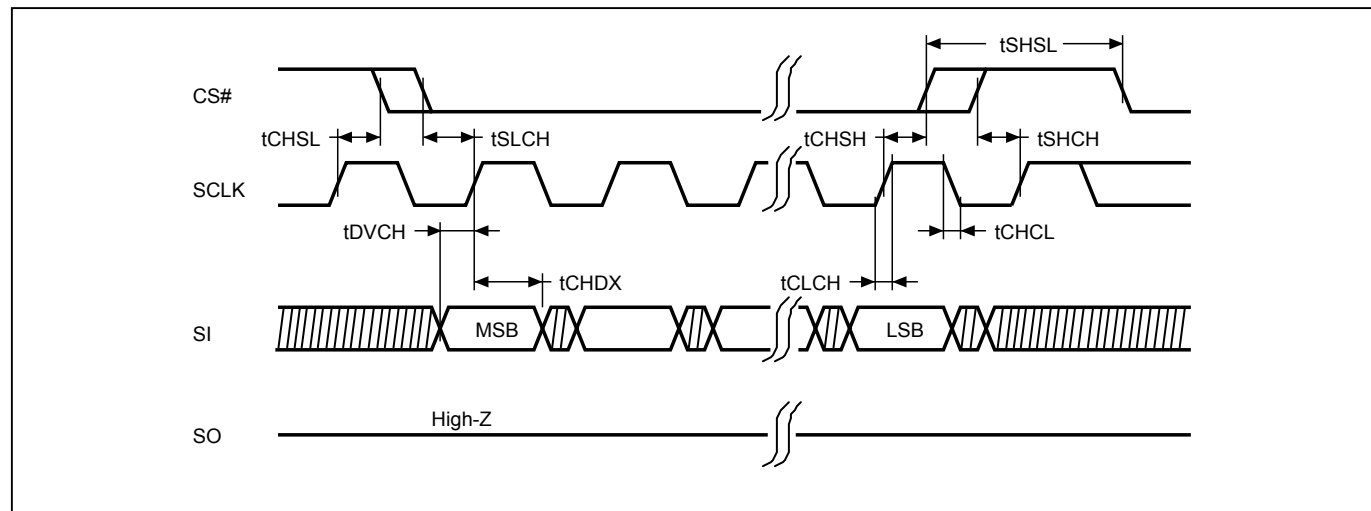 tSHSL
CS#
tCHSL
tSLCH
tCHSH
tSHCH
SCLK
tDVCH
tCHCL
tCHDX
tCLCH
SI
MSB
LSB
High-Z
SO